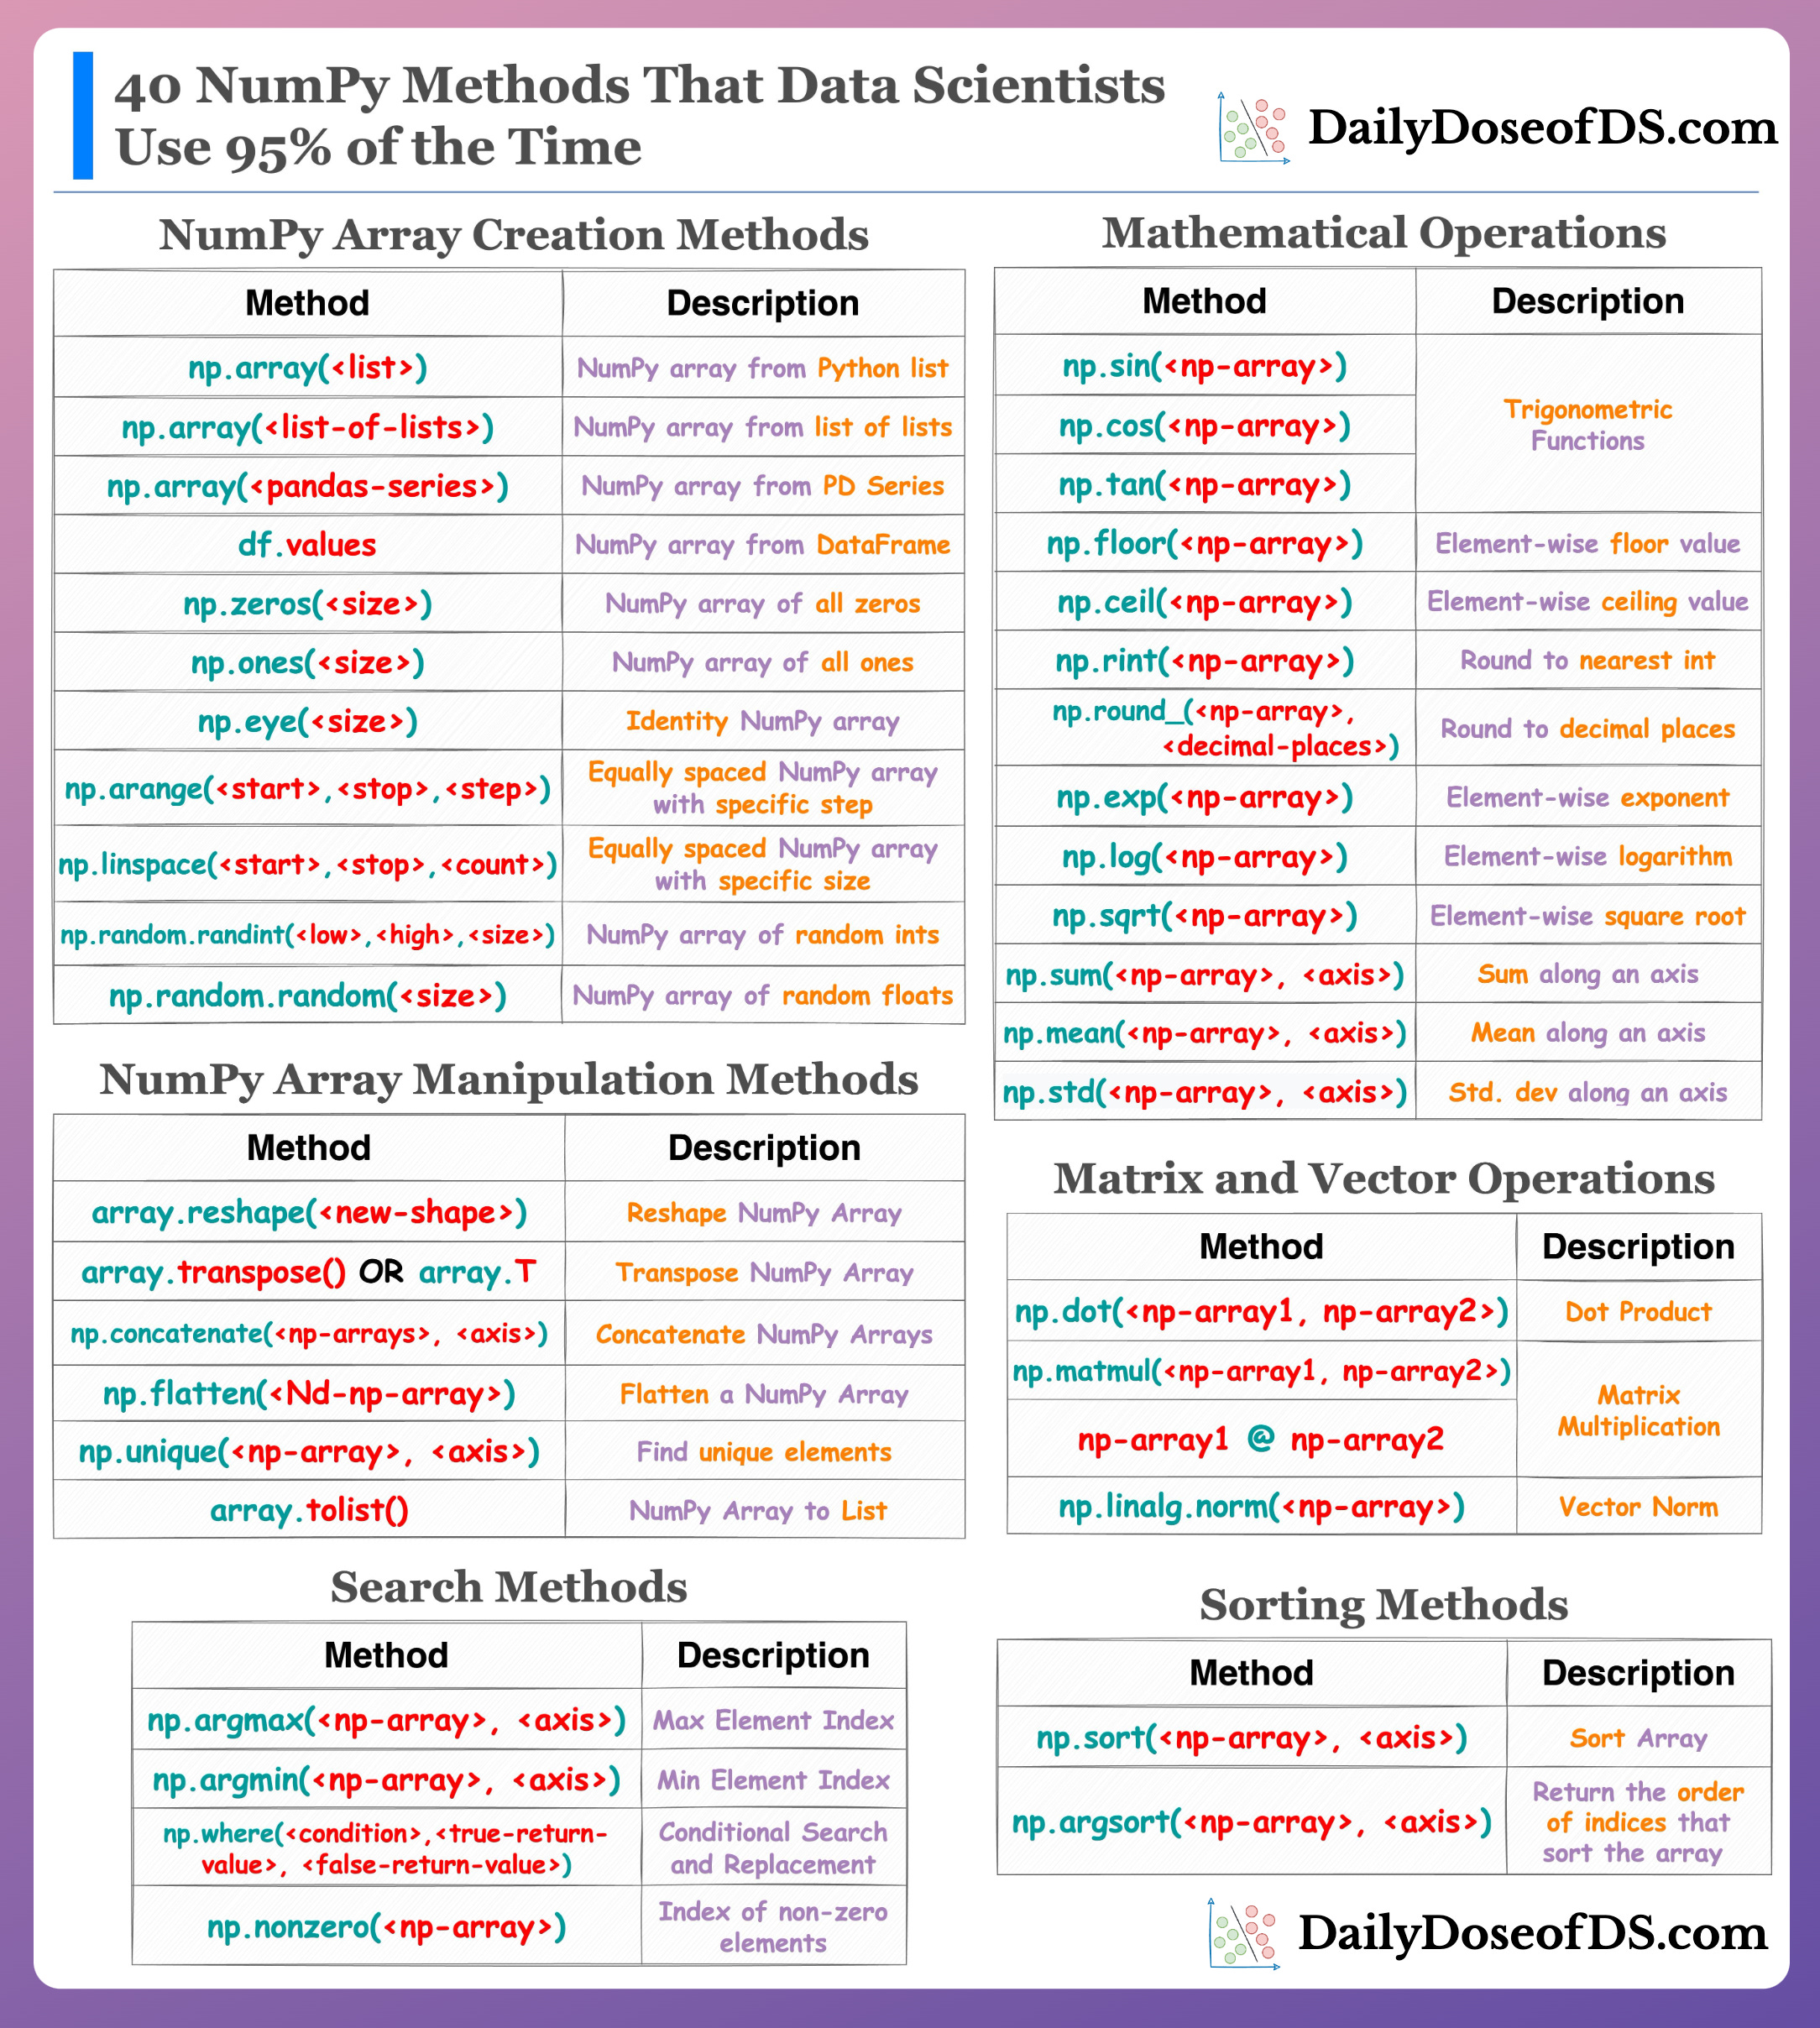 40 NumPy Methods That Data Scientists
Use 95% of the Time
DailyDoseofDS.com
NumPy Array Creation Methods
Method Description
np.array(<list>) NumPy array from Python list
np.array(<list-of-lists>) NumPy array from list of lists
np.array(<pandas-series>) NumPy array from PD Series
df.values NumPy array from DataFrame
np.zeros(<size>) NumPy array of all zeros
np.ones(<size>) NumPy array of all ones
np.eye(<size>) Identity NumPy array
np.arange(<start>,<stop>,<step>) Equally spaced NumPy array
with specific step
np.linspace(<start>,<stop>,<count>) Equally spaced NumPy array
with specific size
np.random.randint(<low>,<high>,<size>) NumPy array of random ints
np.random.random(<size>) NumPy array of random floats
NumPy Array Manipulation Methods
Method Description
array.reshape(<new-shape>) Reshape NumPy Array
array.transpose() OR array.T Transpose NumPy Array
np.concatenate(<np-arrays>, <axis>) Concatenate NumPy Arrays
np.flatten(<Nd-np-array>) Flatten a NumPy Array
np.unique(<np-array>, <axis>) Find unique elements
array.tolist() NumPy Array to List
Search Methods
Method Description
np.argmax(<np-array>, <axis>) Max Element Index
np.argmin(<np-array>, <axis>) Min Element Index
np.where(<condition>,<true-return- Conditional Search
value>, <false-return-value>) and Replacement
np.nonzero(<np-array>) Index of non-zero
elements
Mathematical Operations
Method Description
np.sin(<np-array>)
np.cos(<np-array>) Trigonometric
Functions
np.tan(<np-array>)
np.floor(<np-array>) Element-wise floor value
np.ceil(<np-array>) Element-wise ceiling value
np.rint(<np-array>) Round to nearest int
np.round_(<np-array>,
<decimal-places>) Round to decimal places
np.exp(<np-array>) Element-wise exponent
np.log(<np-array>) Element-wise logarithm
np.sqrt(<np-array>) Element-wise square root
np.sum(<np-array>, <axis>) Sum along an axis
np.mean(<np-array>, <axis>) Mean along an axis
np.std(<np-array>, <axis>) Std. dev along an axis
Matrix and Vector Operations
Method Description
np.dot(<np-array1, np-array2>) Dot Product
np.matmul(<np-array1, np-array2>) Matrix
Multiplication
np-array1 @ np-array2
np.linalg.norm(<np-array>) Vector Norm
Sorting Methods
Method Description
np.sort(<np-array>, <axis>) Sort Array
np.argsort(<np-array>, <axis>) Return the order
of indices that
sort the array
DailyDoseofDS.com